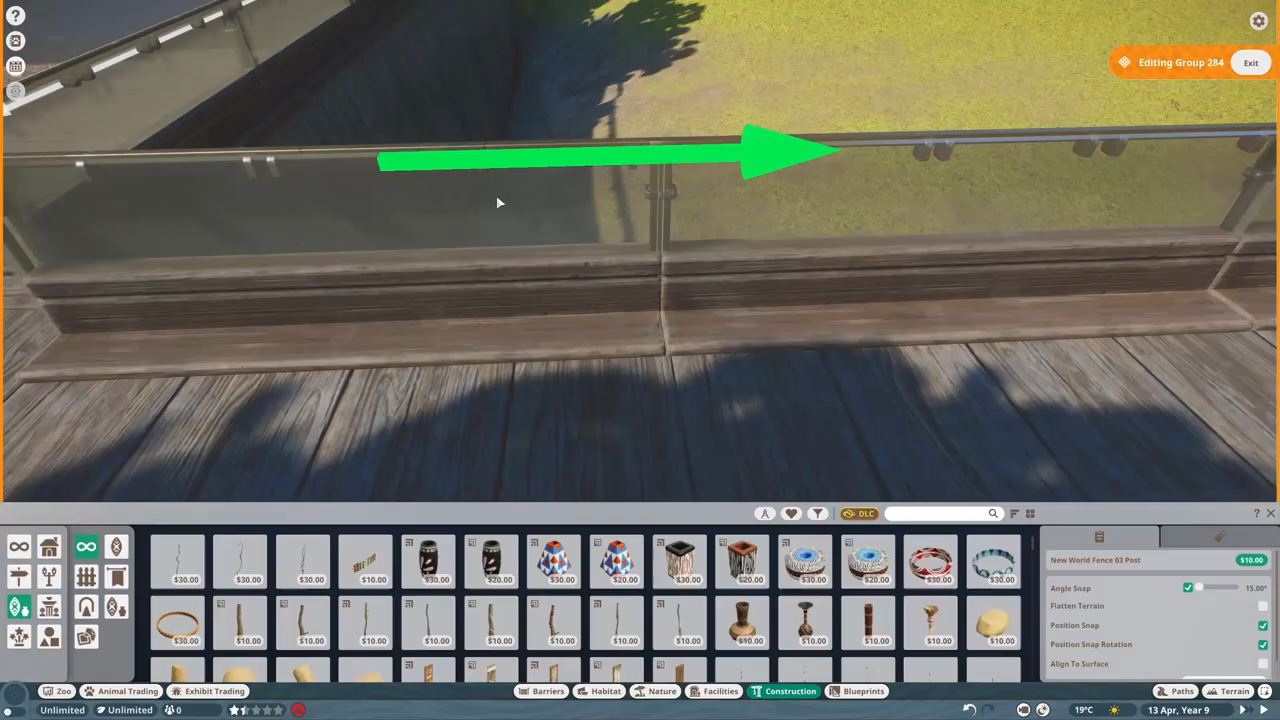 ?
Editing Group 284 Exit
DLC
? ×
$30.00 $30.00 $30.00 $10.00 $30.00 $20.00 $30.00 $20.00 $30.00 $10.00 $30.00 $20.00 $30.00 $30.00
$30.00 $10.00 $10.00 $10.00 $10.00 $10.00 $10.00 $10.00 $10.00 $10.00 $10.00 $10.00 $10.00 $10.00
New World Fence 03 Post $10.00
Angle Snap 15.00°
Flatten Terrain
Position Snap
Position Snap Rotation
Align To Surface
Zoo Animal Trading Exhibit Trading Barriers Habitat Nature Facilities Construction Blueprints Paths Terrain
Unlimited Unlimited 0 19°C 13 Apr, Year 9